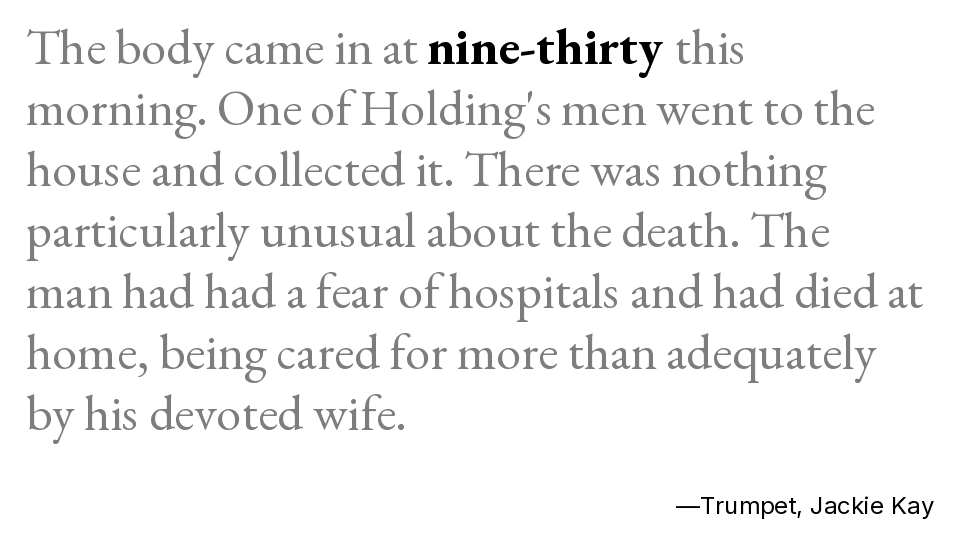 The body came in at nine-thirty this
morning. One of Holding's men went to the
house and collected it. There was nothing
particularly unusual about the death. The
man had had a fear of hospitals and had died at
home, being cared for more than adequately
by his devoted wife.
—Trumpet, Jackie Kay